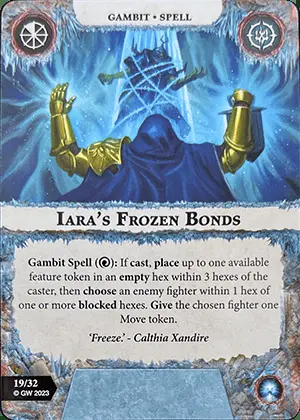 GAMBIT • SPELL
IARA'S FROZEN BONDS
Gambit Spell (): If cast, place up to one available
feature token in an empty hex within 3 hexes of the
caster, then choose an enemy fighter within 1 hex of
one or more blocked hexes. Give the chosen fighter one
Move token.
'Freeze.' - Calthia Xandire
19/32
© GW 2023